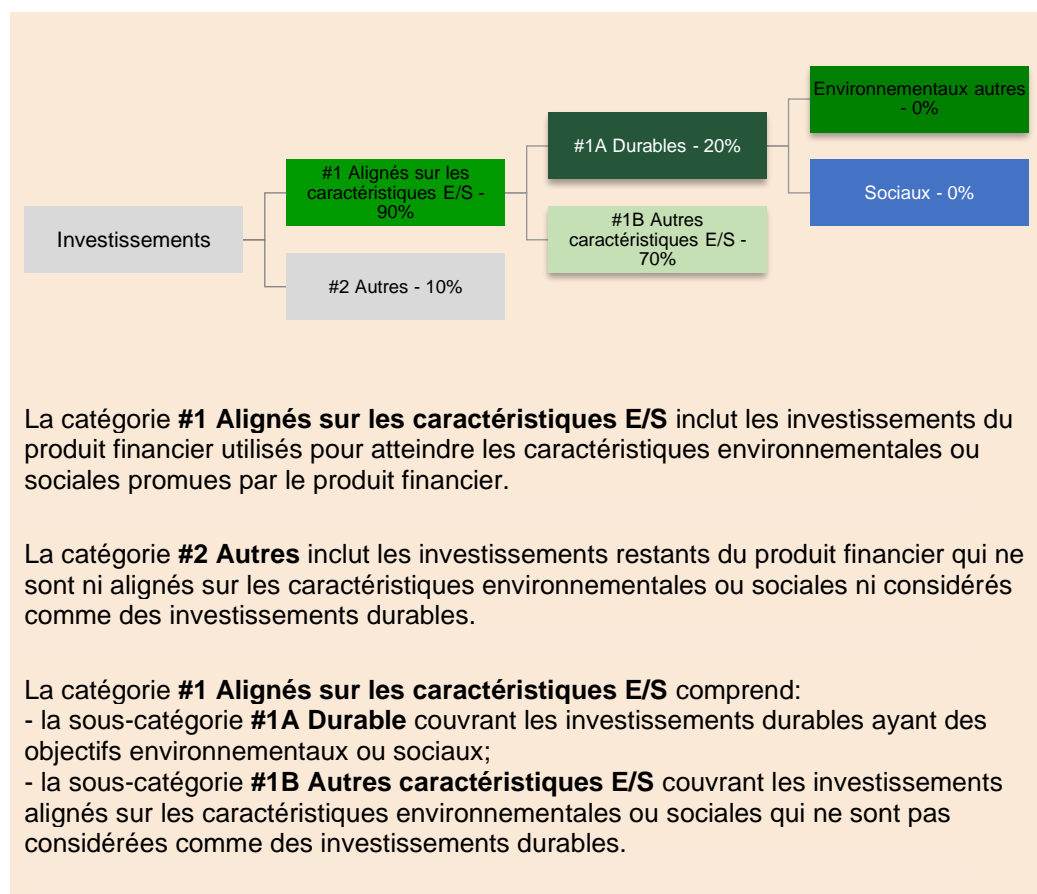 Investissements
#1 Alignés sur les
caractéristiques E/S -
90%
#2 Autres - 10%
#1A Durables - 20%
#1B Autres
caractéristiques E/S -
70%
Environnementaux autres
- 0%
Sociaux - 0%
La catégorie #1 Alignés sur les caractéristiques E/S inclut les investissements du
produit financier utilisés pour atteindre les caractéristiques environnementales ou
sociales promues par le produit financier.
La catégorie #2 Autres inclut les investissements restants du produit financier qui ne
sont ni alignés sur les caractéristiques environnementales ou sociales ni considérés
comme des investissements durables.
La catégorie #1 Alignés sur les caractéristiques E/S comprend:
- la sous-catégorie #1A Durable couvrant les investissements durables ayant des
objectifs environnementaux ou sociaux;
- la sous-catégorie #1B Autres caractéristiques E/S couvrant les investissements
alignés sur les caractéristiques environnementales ou sociales qui ne sont pas
considérées comme des investissements durables.